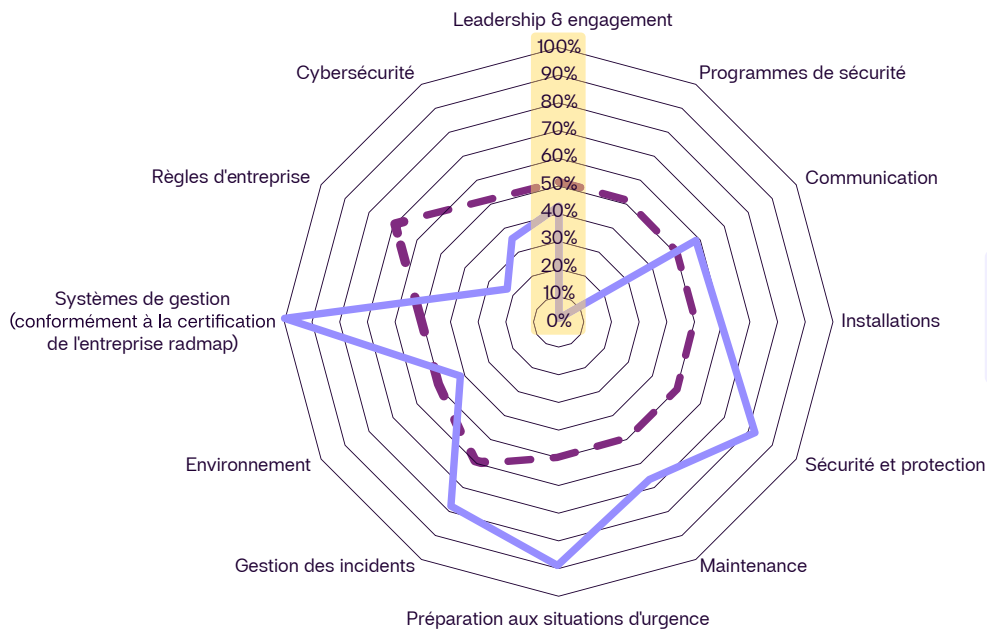 Leadership & engagement
100%
Cybersécurité
Programmes de sécurité
90%
80%
70%
60%
Règles d'entreprise
Communication
50%
40%
30%
20%
10%
0%
Systèmes de gestion
(conformément à la certification
de l'entreprise radmap)
Installations
Environnement
Sécurité et protection
Gestion des incidents
Maintenance
Préparation aux situations d'urgence